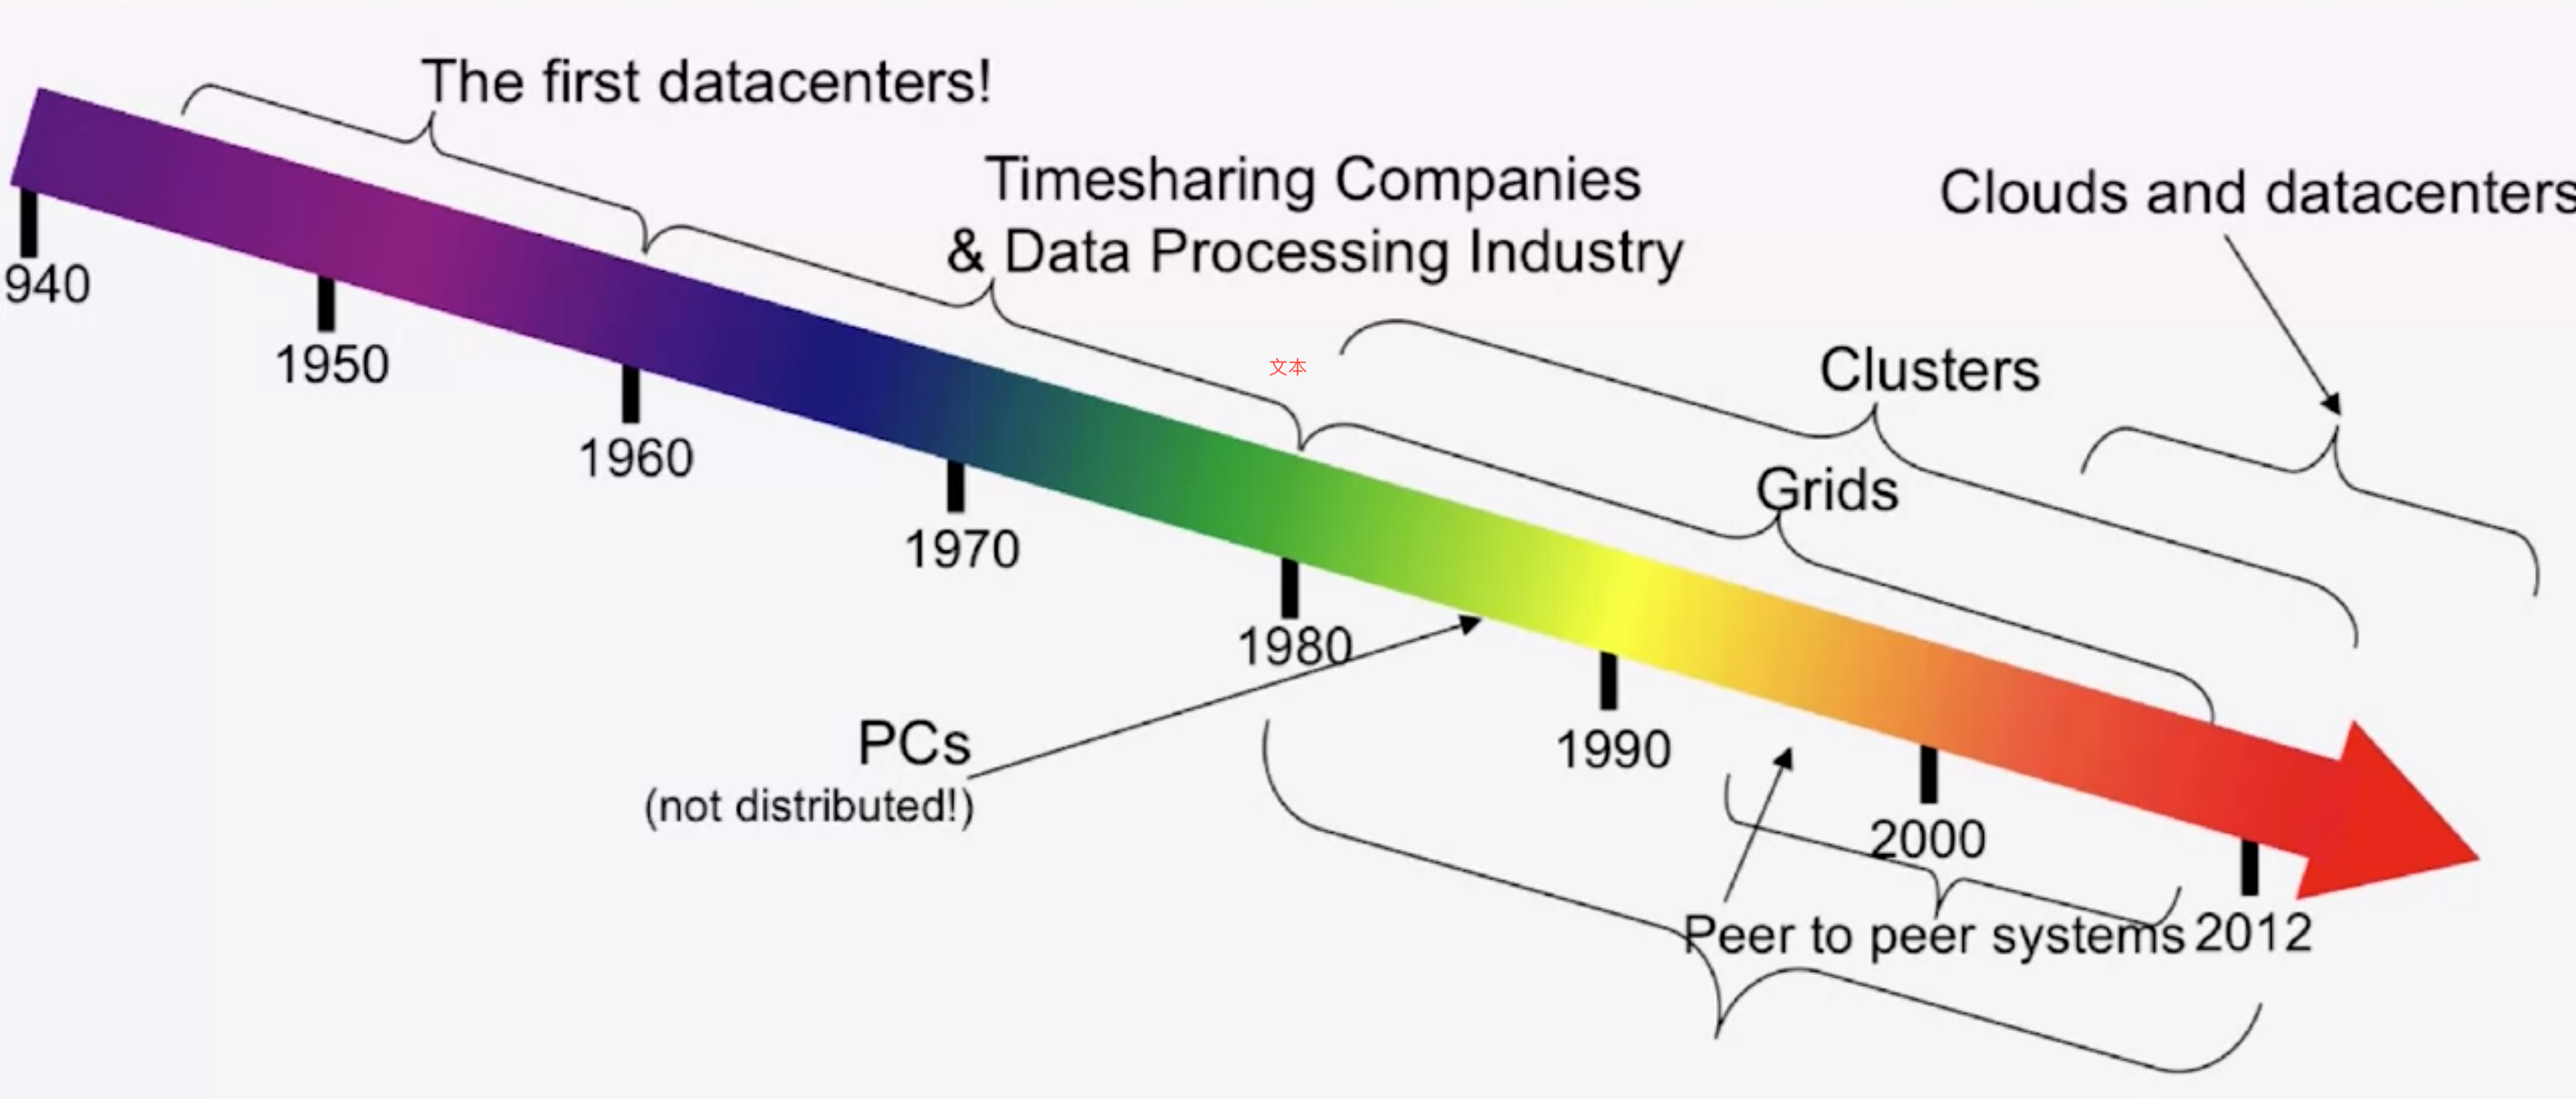 The first datacenters!
Timesharing Companies
& Data Processing Industry
Clouds and datacenters
文本
Clusters
Grids
940
1950
1960
1970
1980
1990
2000
2012
PCs
(not distributed!)
Peer to peer systems